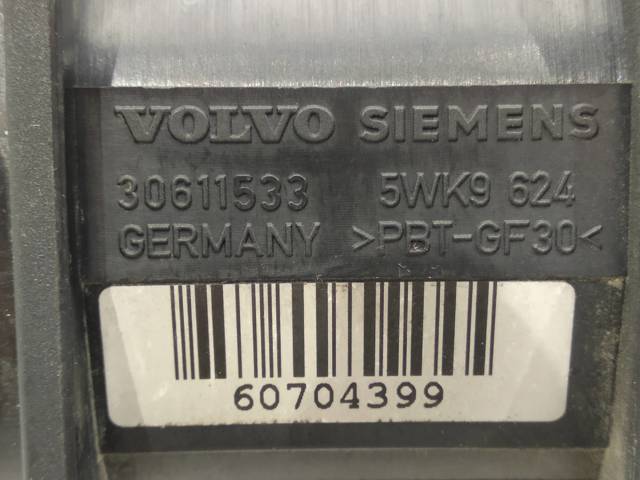 VOLVO SIEMENS
30611533 5WK9 624
GERMANY >PBT-GF30<
60704399